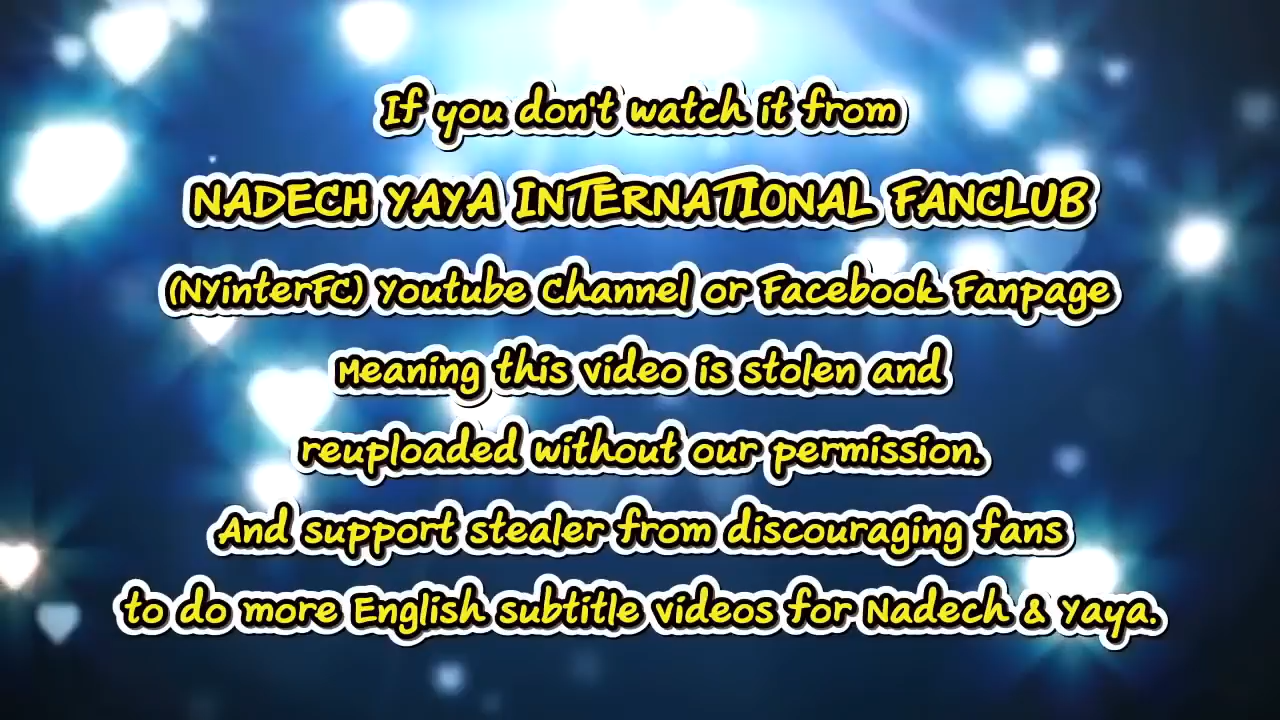 If you don't watch it from
NADECH YAYA INTERNATIONAL FANCLUB
(NYinterFC) Youtube Channel or Facebook Fanpage
Meaning this video is stolen and
reuploaded without our permission.
And support stealer from discouraging fans
to do more English subtitle videos for Nadech & Yaya.